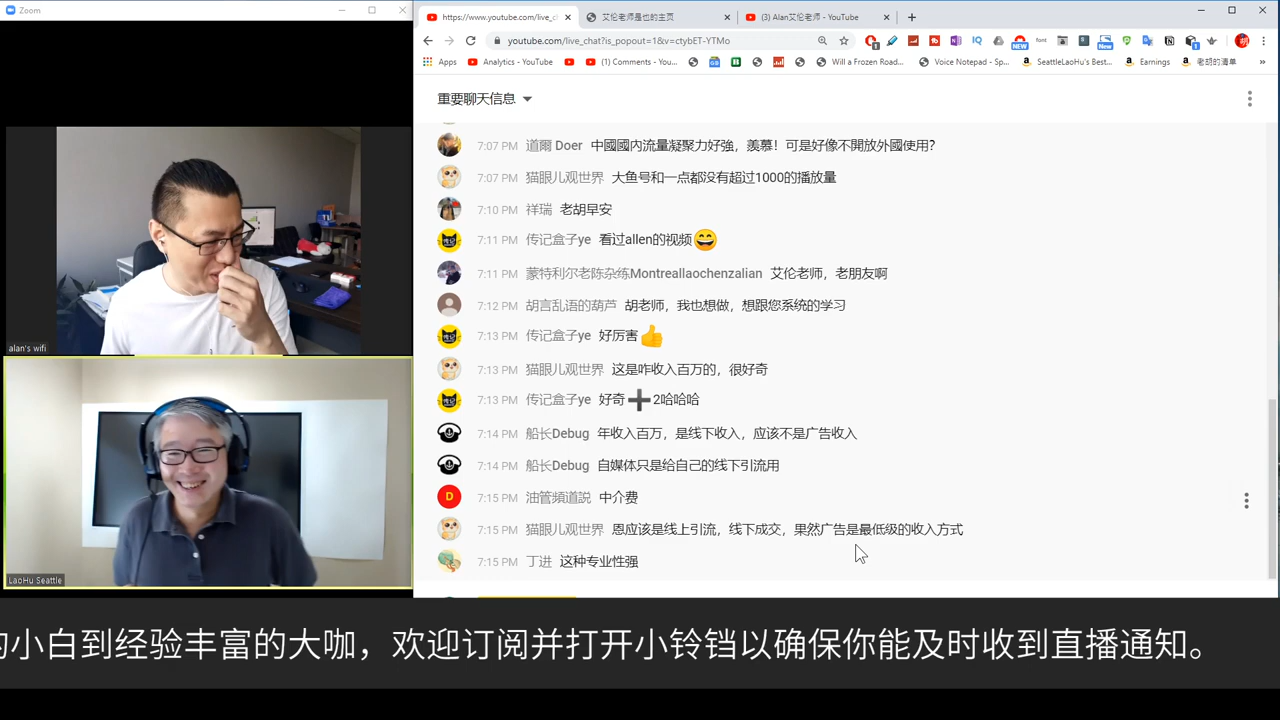 Zoom
https://www.youtube.com/live_c
艾伦老师是也的主页
(3) Alan艾伦老师 - YouTube
youtube.com/live_chat?is_popout=1&v=ctybET-YTMo
Apps
Analytics - YouTube
(1) Comments - You...
Will a Frozen Road...
Voice Notepad - Sp...
SeattleLaoHu's Best...
Earnings
老胡的清单
重要聊天信息
7:07 PM 道爾 Doer 中國國内流量凝聚力好強，羨慕！可是好像不開放外國使用？
7:07 PM 猫眼儿观世界 大鱼号和一点都没有超过1000的播放量
7:10 PM 祥瑞 老胡早安
7:11 PM 传记盒子ye 看过allen的视频
7:11 PM 蒙特利尔老陈杂练Montreallaochenzalian 艾伦老师，老朋友啊
7:12 PM 胡言乱语的葫芦 胡老师，我也想做，想跟您系统的学习
7:13 PM 传记盒子ye 好厉害
7:13 PM 猫眼儿观世界 这是咋收入百万的，很好奇
7:13 PM 传记盒子ye 好奇➕2哈哈哈
7:14 PM 船长Debug 年收入百万，是线下收入，应该不是广告收入
7:14 PM 船长Debug 自媒体只是给自己的线下引流用
D 7:15 PM 油管頻道説 中介费
7:15 PM 猫眼儿观世界 恩应该是线上引流，线下成交，果然广告是最低级的收入方式
7:15 PM 丁进 这种专业性强
alan's wifi
LaoHu Seattle
的小白到经验丰富的大咖，欢迎订阅并打开小铃铛以确保你能及时收到直播通知。